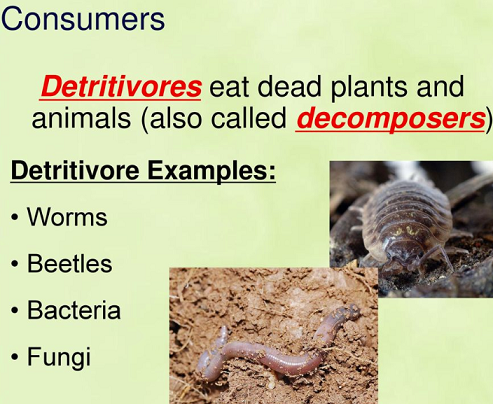 Consumers
Detritivores eat dead plants and
animals (also called decomposers)
Detritivore Examples:
• Worms
• Beetles
• Bacteria
• Fungi